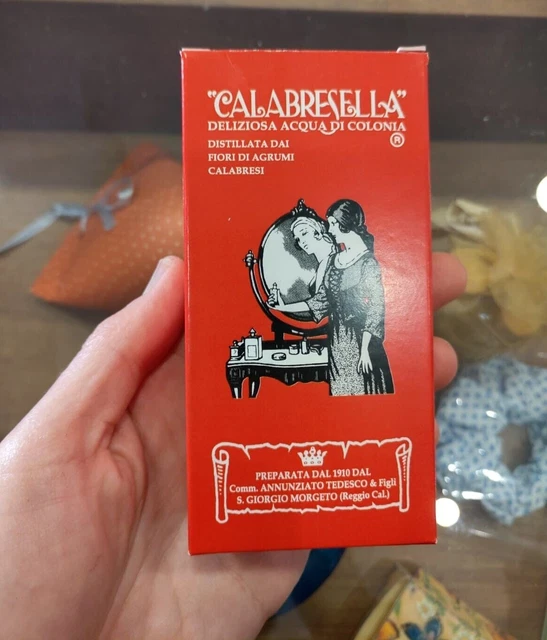 "CALABRESELLA"
DELIZIOSA ACQUA DI COLONIA
®
DISTILLATA DAI
FIORI DI AGRUMI
CALABRESI
PREPARATA DAL 1910 DAL
Comm. ANNUNZIATO TEDESCO & Figli
S. GIORGIO MORGETO (Reggio Cal.)